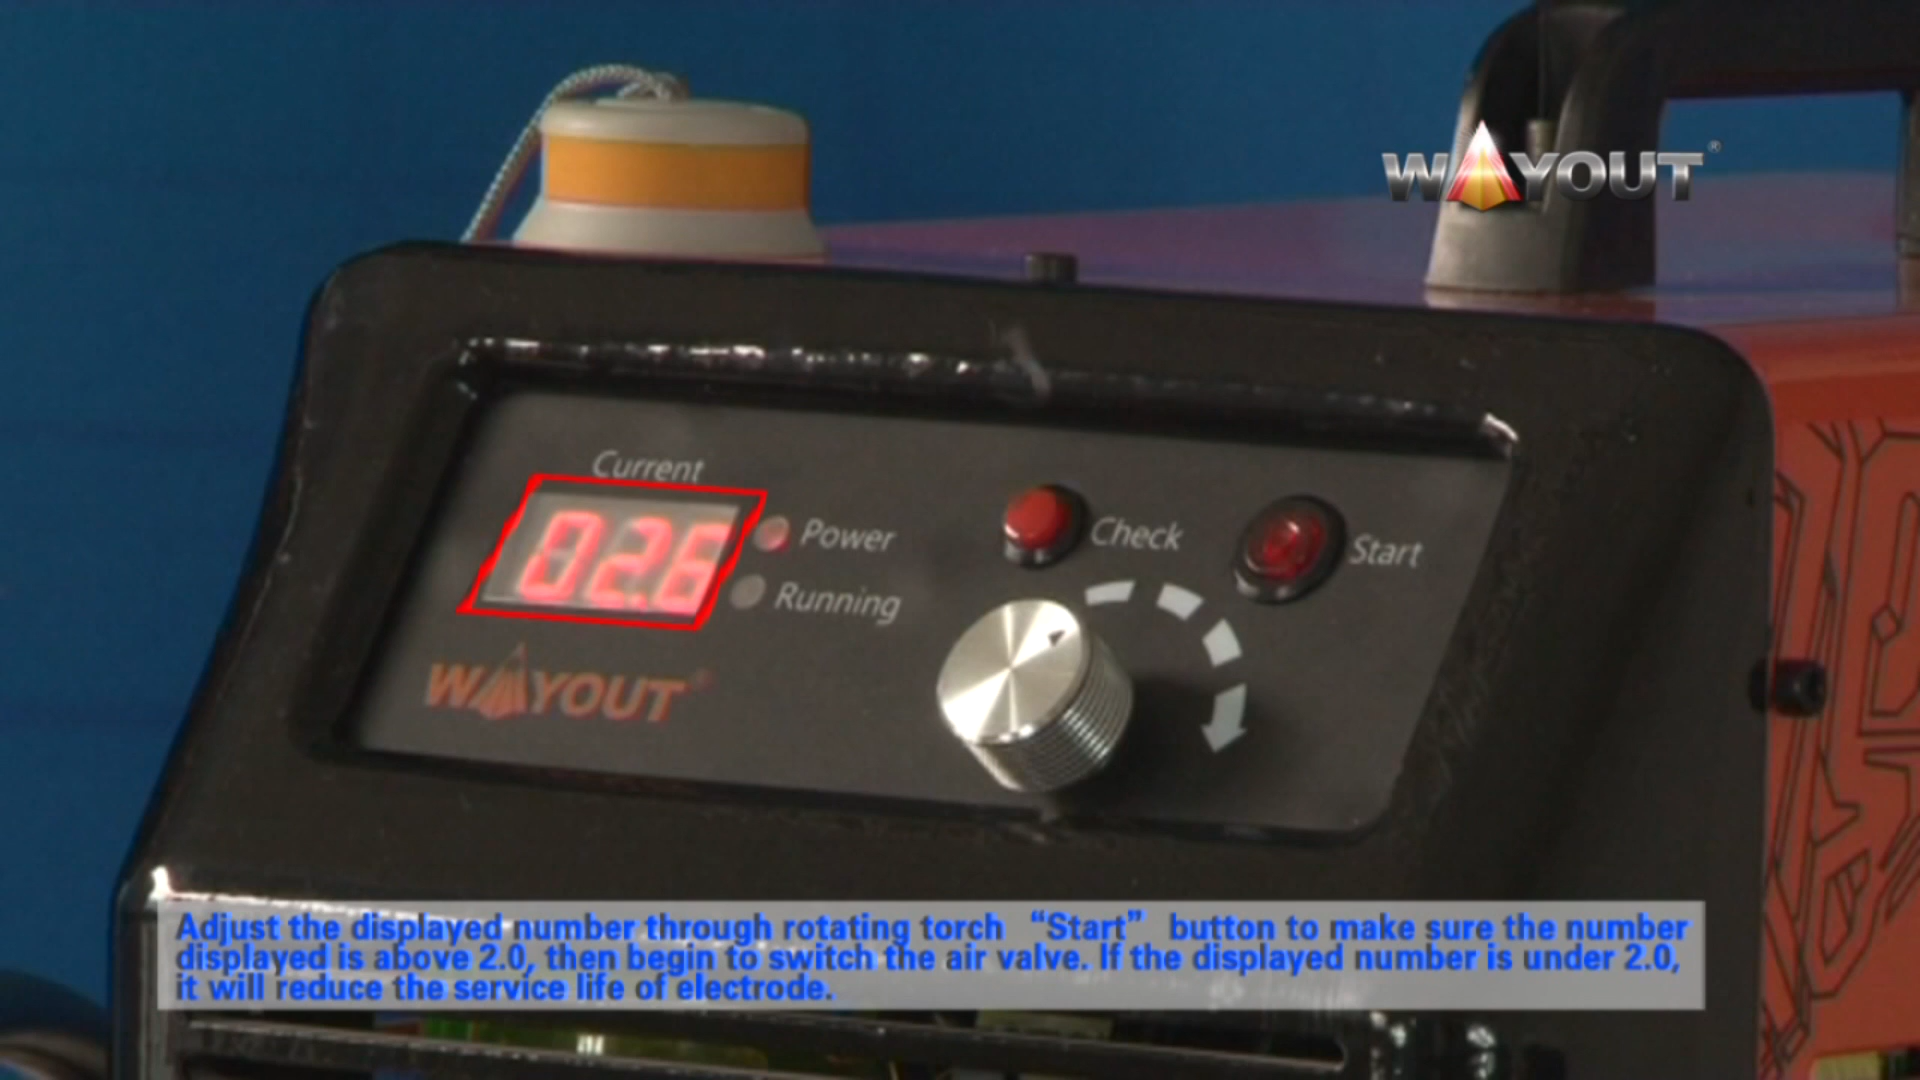 WAYOUT®
Current
02.6
Power
Running
Check
Start
WAYOUT®
Adjust the displayed number through rotating torch “Start” button to make sure the number
displayed is above 2.0, then begin to switch the air valve. If the displayed number is under 2.0,
it will reduce the service life of electrode.